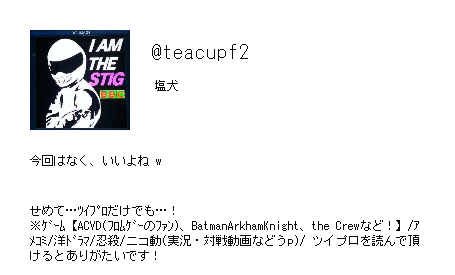 I AM
THE
STIG
BBC
@teacupf2
塩犬
今回はなく、いいよね w
せめて…ﾂｲﾌﾟﾛだけでも…！
※ｹﾞｰﾑ【ACVD(ﾌﾛﾑｹﾞｰのﾌｧﾝ)、BatmanArkhamKnight、the Crewなど！】/ｱ
ﾒｺﾐ/洋ﾄﾞﾗﾏ/忍殺/ニコ動(実況・対戦動画などうp)/ ツイプロを読んで頂
けるとありがたいです！